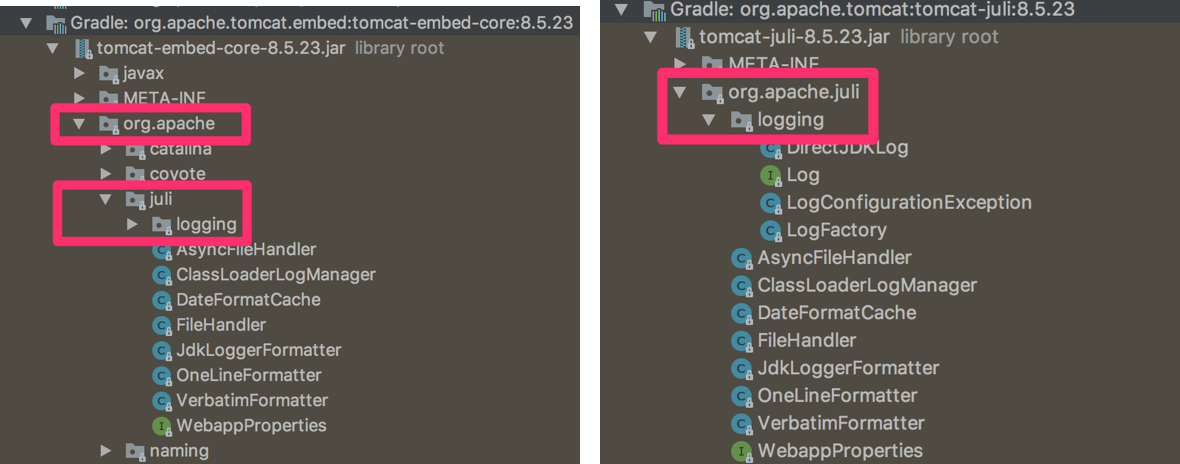 Gradle: org.apache.tomcat.embed:tomcat-embed-core:8.5.23
tomcat-embed-core-8.5.23.jar library root
javax
META-INF
org.apache
catalina
coyote
juli
logging
AsyncFileHandler
ClassLoaderLogManager
DateFormatCache
FileHandler
JdkLoggerFormatter
OneLineFormatter
VerbatimFormatter
WebappProperties
naming
Gradle: org.apache.tomcat:tomcat-juli:8.5.23
tomcat-juli-8.5.23.jar library root
META-INF
org.apache.juli
logging
DirectJDKLog
Log
LogConfigurationException
LogFactory
AsyncFileHandler
ClassLoaderLogManager
DateFormatCache
FileHandler
JdkLoggerFormatter
OneLineFormatter
VerbatimFormatter
WebappProperties